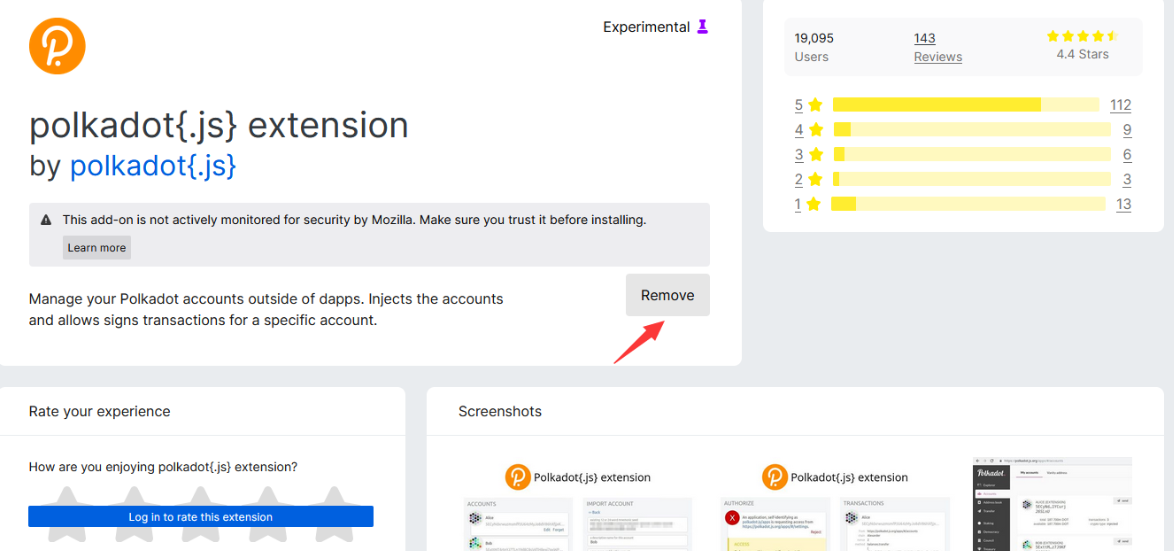 Experimental
polkadot{.js} extension
by polkadot{.js}
This add-on is not actively monitored for security by Mozilla. Make sure you trust it before installing.
Learn more
Manage your Polkadot accounts outside of dapps. Injects the accounts
and allows signs transactions for a specific account.
Remove
19,095
Users
143
Reviews
4.4 Stars
5 112
4 9
3 6
2 3
1 13
Rate your experience
How are you enjoying polkadot{.js} extension?
Log in to rate this extension
Screenshots
Polkadot{.js} extension
ACCOUNTS
Alice
Bob
IMPORT ACCOUNT
Polkadot{.js} extension
AUTHORIZE
X
Reject
TRANSACTIONS
Alice
Polkadot